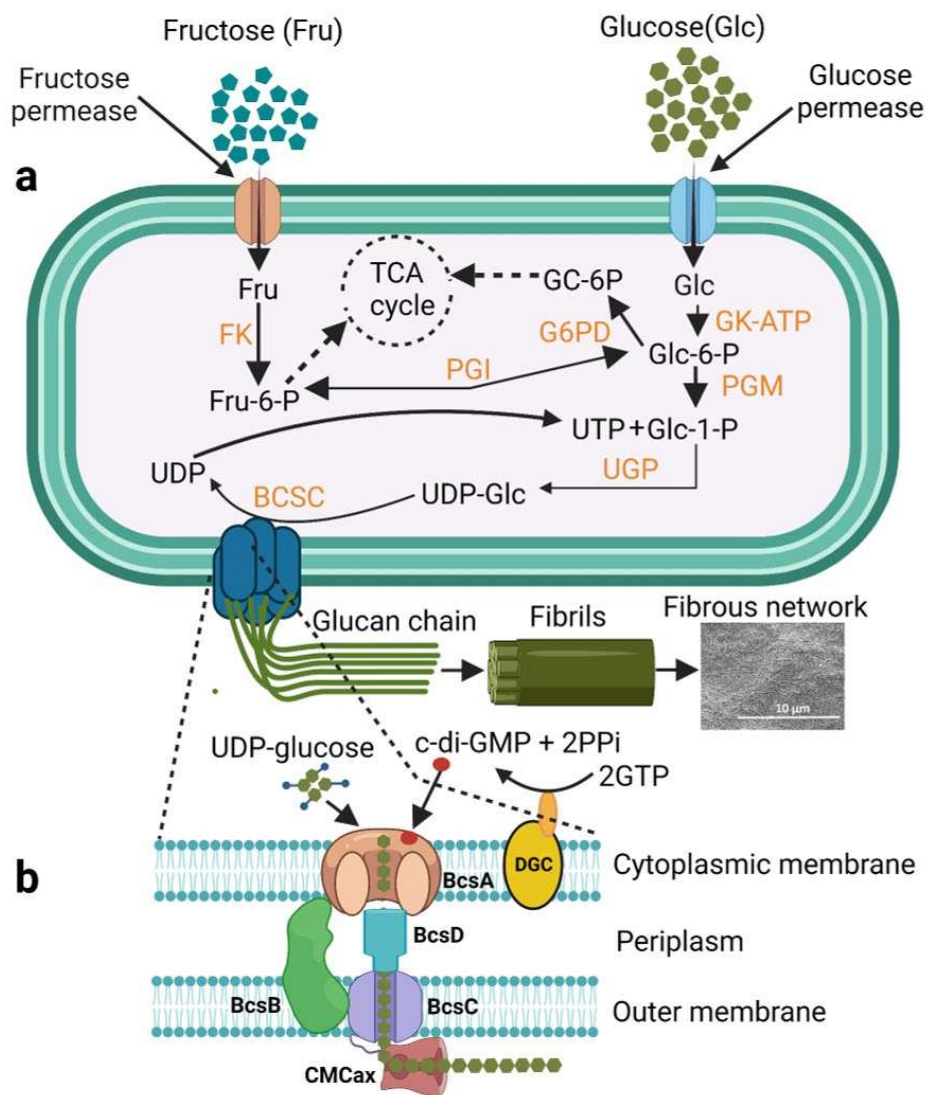 Fructose (Fru)
Glucose(Glc)
Fructose
permease
Glucose
permease
a
Fru
TCA
cycle
GC-6P
Glc
FK
G6PD
GK-ATP
Glc-6-P
PGI
PGM
Fru-6-P
UTP+Glc-1-P
UDP
UGP
BCSC
UDP-Glc
Glucan chain
Fibrils
Fibrous network
10 µm
UDP-glucose
c-di-GMP + 2PPi
2GTP
b
DGC
Cytoplasmic membrane
BcsA
BcsD
Periplasm
BcsB
BcsC
Outer membrane
CMCax